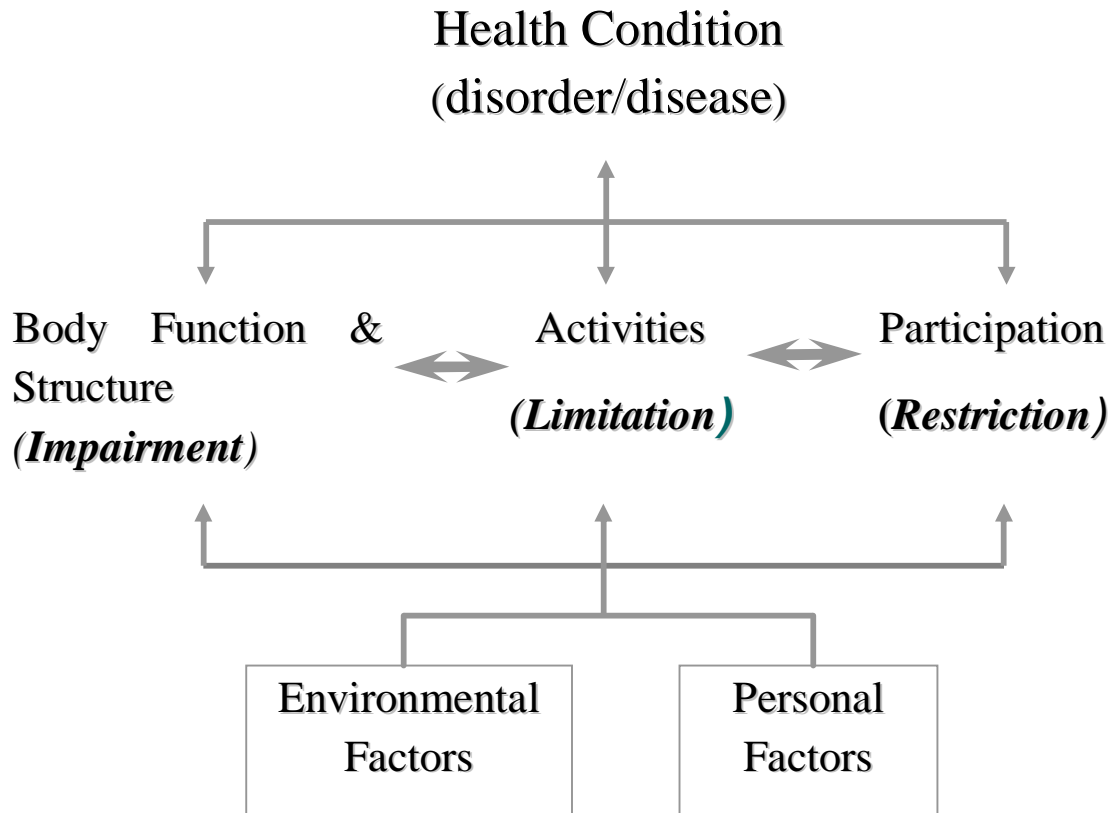 Health Condition
(disorder/disease)
Body Function &
Structure
(Impairment)
Activities
(Limitation)
Participation
(Restriction)
Environmental
Factors
Personal
Factors